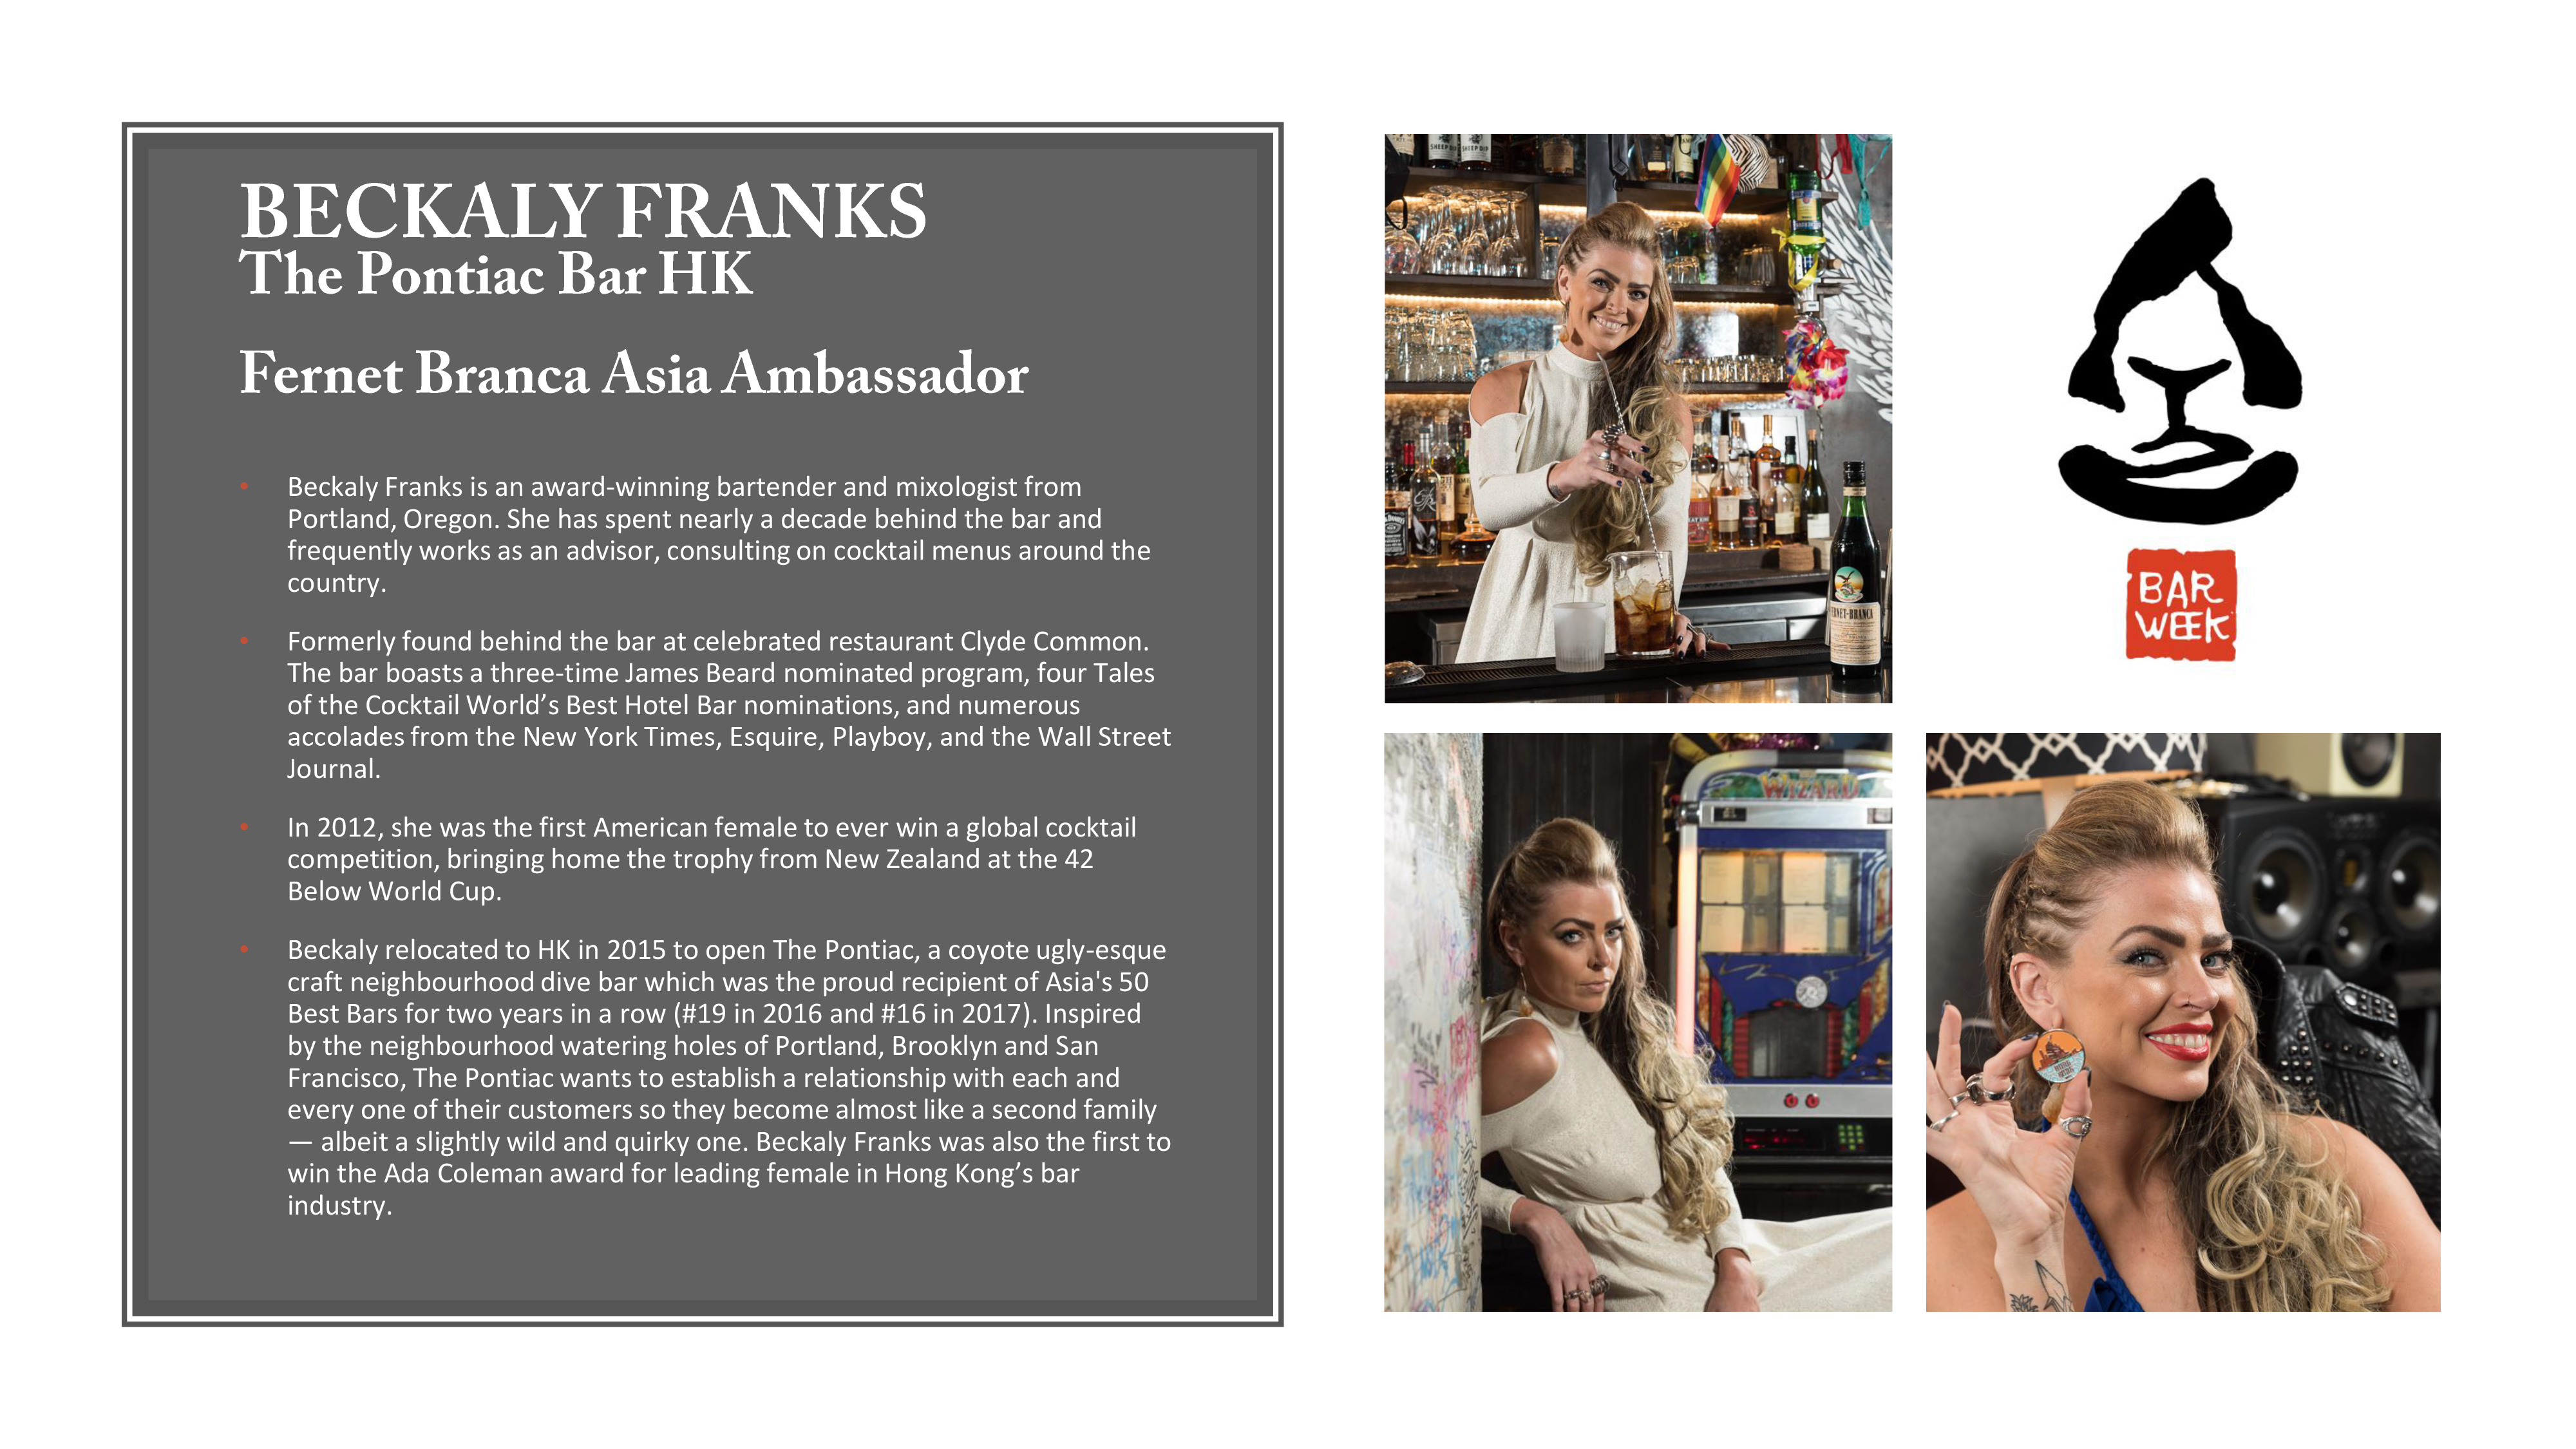 BECKALY FRANKS
The Pontiac Bar HK
Fernet Branca Asia Ambassador
• Beckaly Franks is an award-winning bartender and mixologist from
Portland, Oregon. She has spent nearly a decade behind the bar and
frequently works as an advisor, consulting on cocktail menus around the
country.
• Formerly found behind the bar at celebrated restaurant Clyde Common.
The bar boasts a three-time James Beard nominated program, four Tales
of the Cocktail World’s Best Hotel Bar nominations, and numerous
accolades from the New York Times, Esquire, Playboy, and the Wall Street
Journal.
• In 2012, she was the first American female to ever win a global cocktail
competition, bringing home the trophy from New Zealand at the 42
Below World Cup.
• Beckaly relocated to HK in 2015 to open The Pontiac, a coyote ugly-esque
craft neighbourhood dive bar which was the proud recipient of Asia's 50
Best Bars for two years in a row (#19 in 2016 and #16 in 2017). Inspired
by the neighbourhood watering holes of Portland, Brooklyn and San
Francisco, The Pontiac wants to establish a relationship with each and
every one of their customers so they become almost like a second family
— albeit a slightly wild and quirky one. Beckaly Franks was also the first to
win the Ada Coleman award for leading female in Hong Kong’s bar
industry.
SHEEP DIP
SHEEP DIP
FERNET-BRANCA
BAR
WEEK
WIZARD